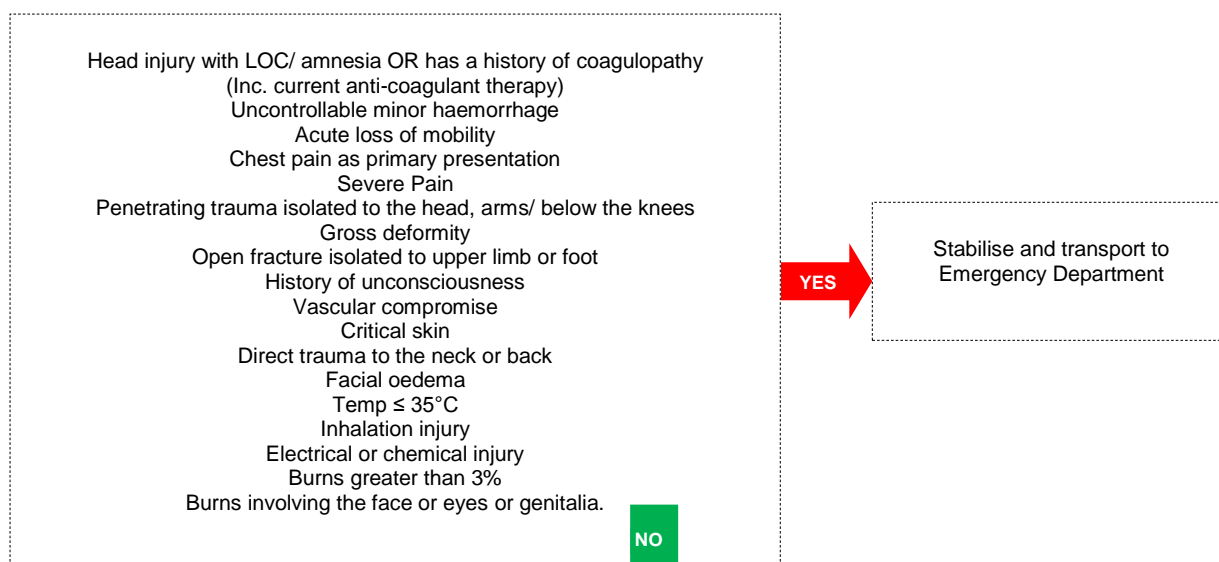 Head injury with LOC/ amnesia OR has a history of coagulopathy
(Inc. current anti-coagulant therapy)
Uncontrollable minor haemorrhage
Acute loss of mobility
Chest pain as primary presentation
Severe Pain
Penetrating trauma isolated to the head, arms/ below the knees
Gross deformity
Open fracture isolated to upper limb or foot
History of unconsciousness
Vascular compromise
Critical skin
Direct trauma to the neck or back
Facial oedema
Temp ≤ 35°C
Inhalation injury
Electrical or chemical injury
Burns greater than 3%
Burns involving the face or eyes or genitalia.
NO
YES
Stabilise and transport to
Emergency Department